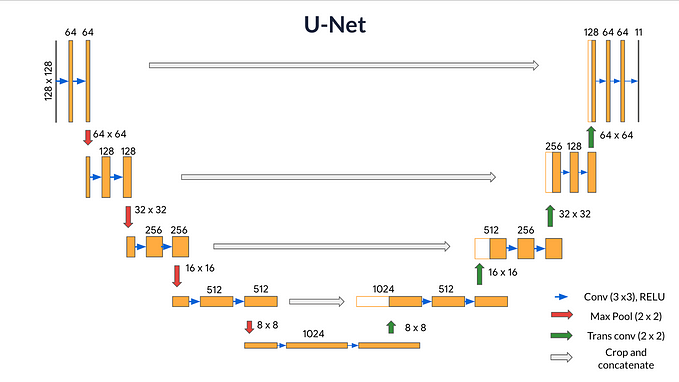 U-Net
64 64
128 64 64 11
128 x 128
64 x 64
64 x 64
128 128
256 128
32 x 32
32 x 32
256 256
512 256
16 x 16
16 x 16
512 512
1024 512
8 x 8
8 x 8
1024
Conv (3 x3), RELU
Max Pool (2 x 2)
Trans conv (2 x 2)
Crop and
concatenate